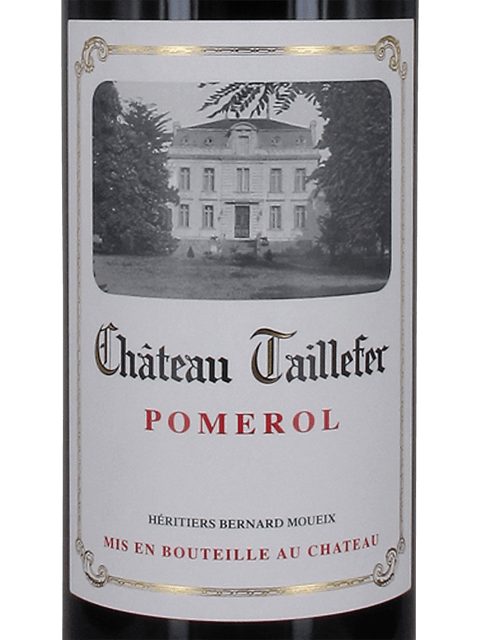 Château Taillefer
POMEROL
HÉRITIERS BERNARD MOUEIX
MIS EN BOUTEILLE AU CHATEAU